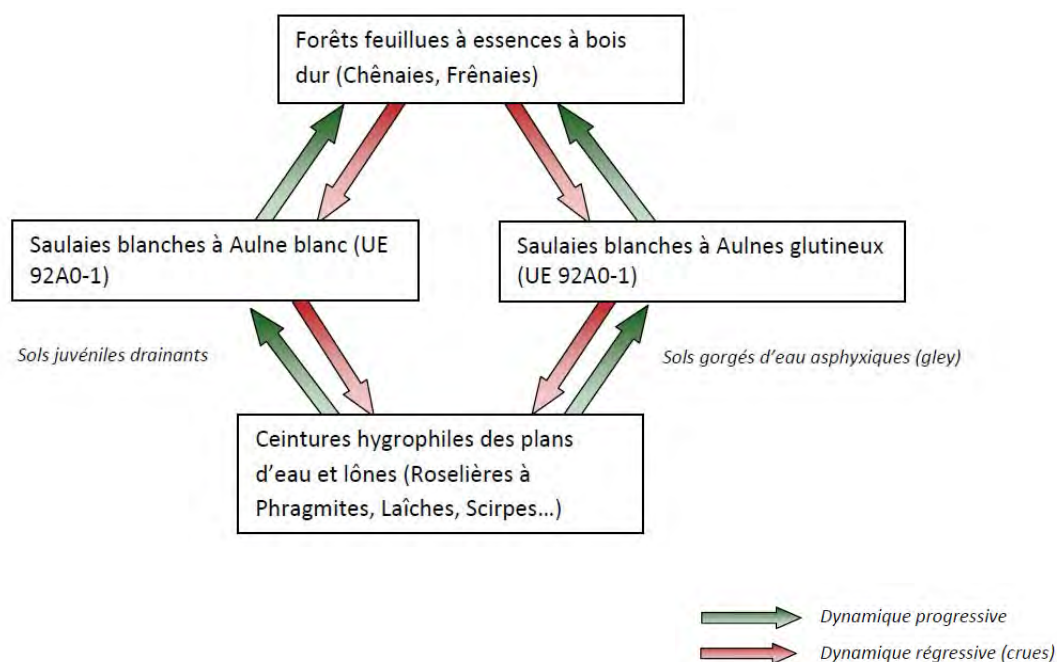 Forêts feuillues à essences à bois
dur (Chênaies, Frênaies)
Saulaies blanches à Aulne blanc (UE
92A0-1)
Saulaies blanches à Aulnes glutineux
(UE 92A0-1)
Sols juvéniles drainants
Sols gorgés d'eau asphyxiques (gley)
Ceintures hygrophiles des plans
d'eau et lônes (Roselières à
Phragmites, Laîches, Scirpes...)
Dynamique progressive
Dynamique régressive (crues)